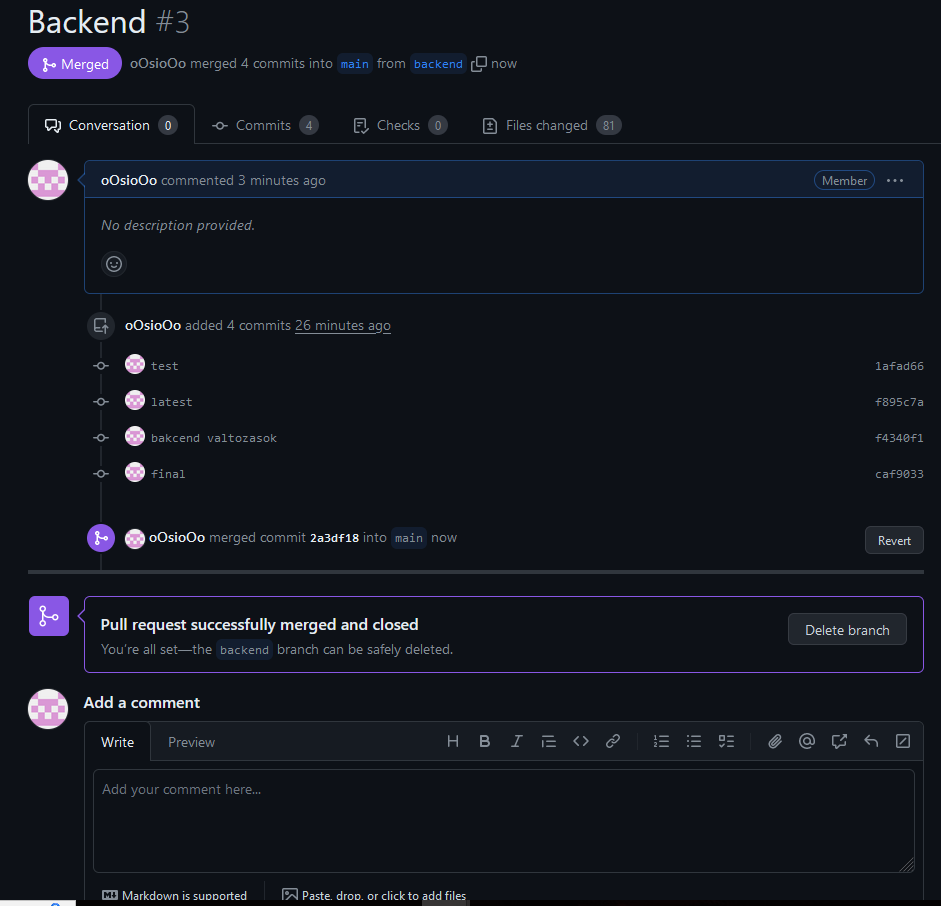 Backend #3
Merged oOsioOo merged 4 commits into main from backend now
Conversation 0 Commits 4 Checks 0 Files changed 81
oOsioOo commented 3 minutes ago Member
No description provided.
oOsioOo added 4 commits 26 minutes ago
test 1afad66
latest f895c7a
bakcend valtozasok f4340f1
final caf9033
oOsioOo merged commit 2a3df18 into main now Revert
Pull request successfully merged and closed
You're all set—the backend branch can be safely deleted.
Delete branch
Add a comment
Write Preview
Add your comment here...
Markdown is supported Paste, drop, or click to add files